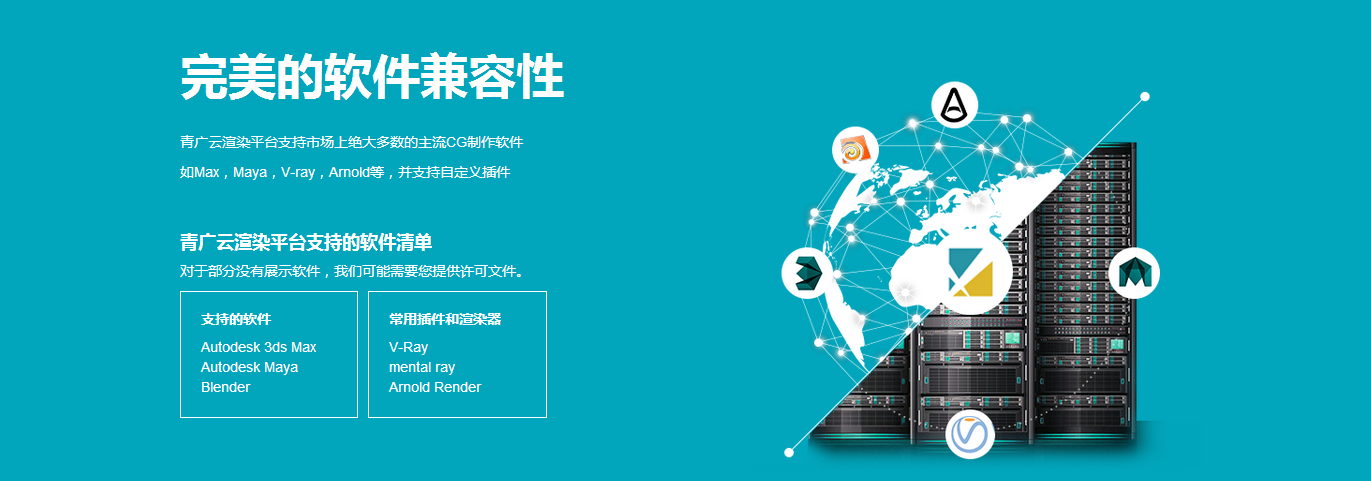 完美的软件兼容性
青广云渲染平台支持市场上绝大多数的主流CG制作软件
如Max，Maya，V-ray，Arnold等，并支持自定义插件
青广云渲染平台支持的软件清单
对于部分没有展示软件，我们可能需要您提供许可文件。
支持的软件
Autodesk 3ds Max
Autodesk Maya
Blender
常用插件和渲染器
V-Ray
mental ray
Arnold Render